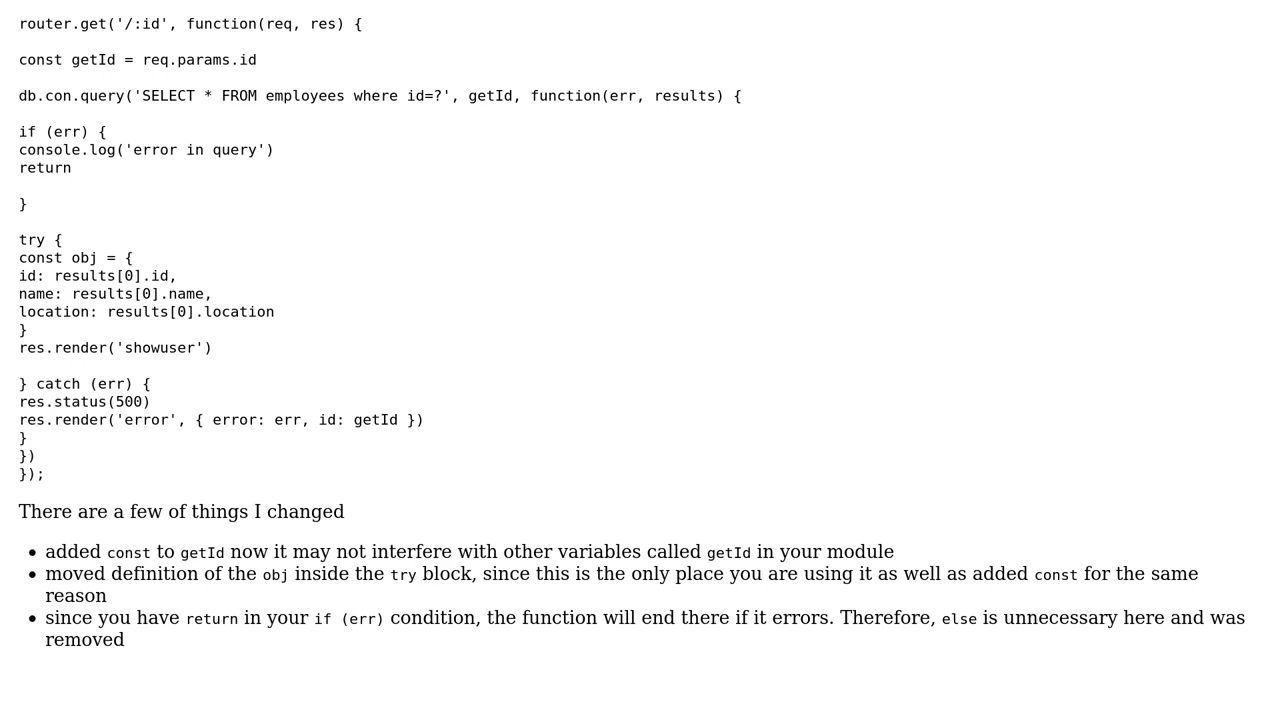 router.get('/:id', function(req, res) {
const getId = req.params.id
db.con.query('SELECT * FROM employees where id=?', getId, function(err, results) {
if (err) {
console.log('error in query')
return
}
try {
const obj = {
id: results[0].id,
name: results[0].name,
location: results[0].location
}
res.render('showuser')
} catch (err) {
res.status(500)
res.render('error', { error: err, id: getId })
}
})
});
There are a few of things I changed
• added const to getId now it may not interfere with other variables called getId in your module
• moved definition of the obj inside the try block, since this is the only place you are using it as well as added const for the same
reason
• since you have return in your if (err) condition, the function will end there if it errors. Therefore, else is unnecessary here and was
removed